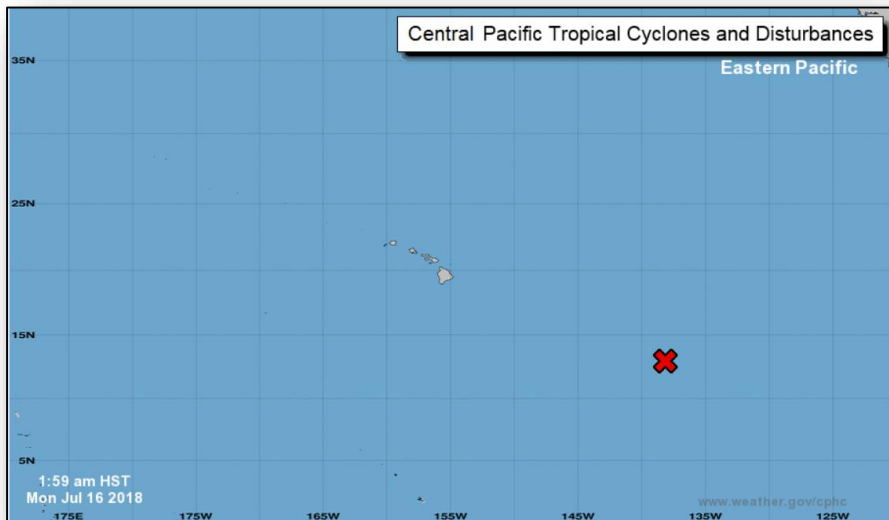 Central Pacific Tropical Cyclones and Disturbances
Eastern Pacific
35N
25N
15N
5N
1:59 am HST
Mon Jul 16 2018
www.weather.gov/cphc
175E
175W
165W
155W
145W
135W
125W